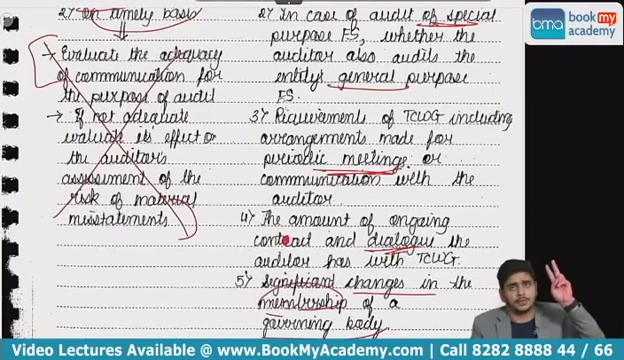 2) on timely basis
→ Evaluate the adequacy
of communication for
the purpose of audit
→ If not adequate
evaluate its effect on
the auditor's
assessment of the
risk of material
misstatements
2) In case of audit of special
purpose FS, whether the
auditor also audits the
entity's general purpose
FS.
3) Requirements of TCWG including
arrangements made for
periodic meetings or
communication with the
auditor.
4) The amount of ongoing
contact and dialogue the
auditor has with TCWG.
5) Significant changes in the
membership of a
governing body
bma
book my
academy
Video Lectures Available @ www.BookMyAcademy.com | Call 8282 8888 44 / 66